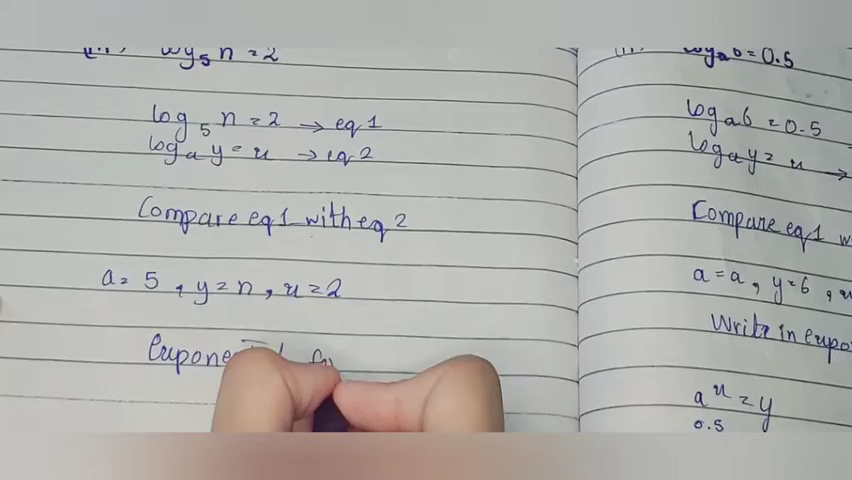 log₅ n = 2
log₅ n = 2 → eq 1
logₐ y = x → eq 2
Compare eq 1 with eq 2
a = 5 , y = n , x = 2
logₐ 6 = 0.5
logₐ 6 = 0.5
logₐ y = x →
Compare eq 1
a = a , y = 6 ,
Write in
aˣ = y
0.5